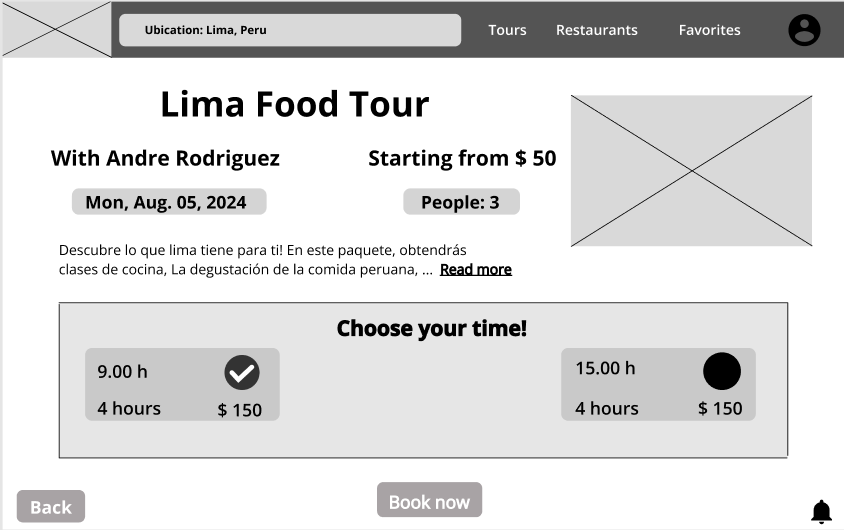 Ubication: Lima, Peru
Tours
Restaurants
Favorites
Lima Food Tour
With Andre Rodriguez
Starting from $ 50
Mon, Aug. 05, 2024
People: 3
Descubre lo que lima tiene para ti! En este paquete, obtendrás
clases de cocina, La degustación de la comida peruana, ... Read more
Choose your time!
9.00 h
4 hours
$ 150
15.00 h
4 hours
$ 150
Back
Book now